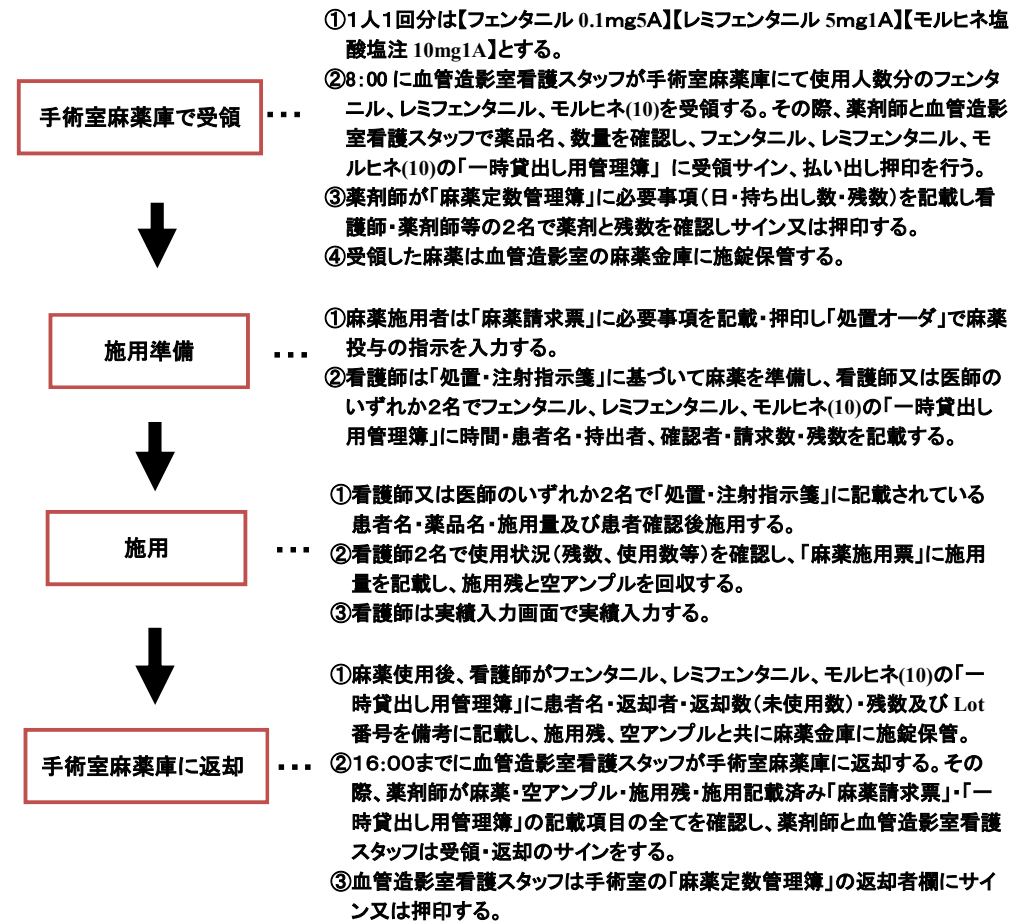 ①1人1回分は【フェンタニル 0.1mg5A】【レミフェンタニル 5mg1A】【モルヒネ塩
酸塩注 10mg1A】とする。
手術室麻薬庫で受領 ･･･
②8:00 に血管造影室看護スタッフが手術室麻薬庫にて使用人数分のフェンタ
ニル、レミフェンタニル、モルヒネ(10)を受領する。その際、薬剤師と血管造影
室看護スタッフで薬品名、数量を確認し、フェンタニル、レミフェンタニル、モ
ルヒネ(10)の「一時貸出し用管理簿」 に受領サイン、払い出し押印を行う。
③薬剤師が「麻薬定数管理簿」に必要事項(日・持ち出し数・残数)を記載し看
護師・薬剤師等の2名で薬剤と残数を確認しサイン又は押印する。
④受領した麻薬は血管造影室の麻薬金庫に施錠保管する。
施用準備 ･･･
①麻薬施用者は「麻薬請求票」に必要事項を記載・押印し「処置オーダ」で麻薬
投与の指示を入力する。
②看護師は「処置・注射指示箋」に基づいて麻薬を準備し、看護師又は医師の
いずれか2名でフェンタニル、レミフェンタニル、モルヒネ(10)の「一時貸出し
用管理簿」に時間・患者名・持出者、確認者・請求数・残数を記載する。
施用 ･･･
①看護師又は医師のいずれか2名で「処置・注射指示箋」に記載されている
患者名・薬品名・施用量及び患者確認後施用する。
②看護師2名で使用状況(残数、使用数等)を確認し、「麻薬施用票」に施用
量を記載し、施用残と空アンプルを回収する。
③看護師は実績入力画面で実績入力する。
手術室麻薬庫に返却 ･･･
①麻薬使用後、看護師がフェンタニル、レミフェンタニル、モルヒネ(10)の「一
時貸出し用管理簿」に患者名・返却者・返却数(未使用数)・残数及び Lot
番号を備考に記載し、施用残、空アンプルと共に麻薬金庫に施錠保管。
②16:00までに血管造影室看護スタッフが手術室麻薬庫に返却する。その
際、薬剤師が麻薬・空アンプル・施用残・施用記載済み「麻薬請求票」・「一
時貸出し用管理簿」の記載項目の全てを確認し、薬剤師と血管造影室看護
スタッフは受領・返却のサインをする。
③血管造影室看護スタッフは手術室の「麻薬定数管理簿」の返却者欄にサイ
ン又は押印する。